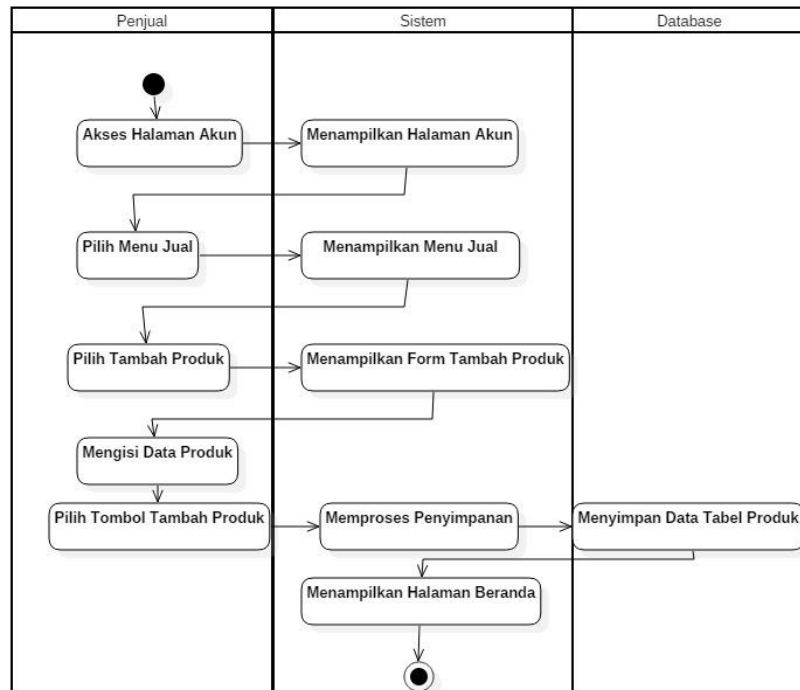 Penjual
Sistem
Database
Akses Halaman Akun
Menampilkan Halaman Akun
Pilih Menu Jual
Menampilkan Menu Jual
Pilih Tambah Produk
Menampilkan Form Tambah Produk
Mengisi Data Produk
Pilih Tombol Tambah Produk
Memproses Penyimpanan
Menyimpan Data Tabel Produk
Menampilkan Halaman Beranda